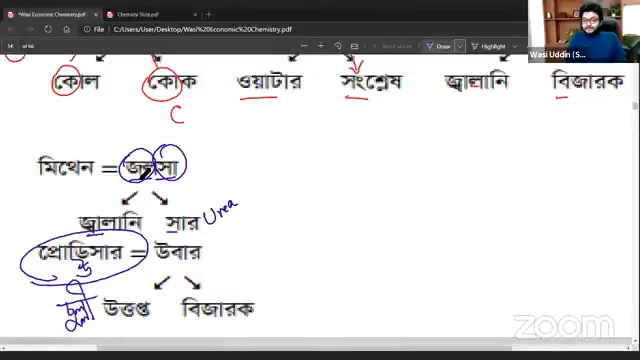 *Wasi Economic Chemistry.pdf
Chemistry Slide.pdf
C:/Users/User/Desktop/Wasi%20Economic%20Chemistry.pdf
14 of 66
Draw
Highlight
Wasi Uddin
কোল কোক ওয়াটার সংশ্লেষ জ্বালানি বিজারক
C
মিথেন = জলসা
জ্বালানি সার Urea
প্রোডিসার = উবার
উত্তপ্ত বিজারক
zoom